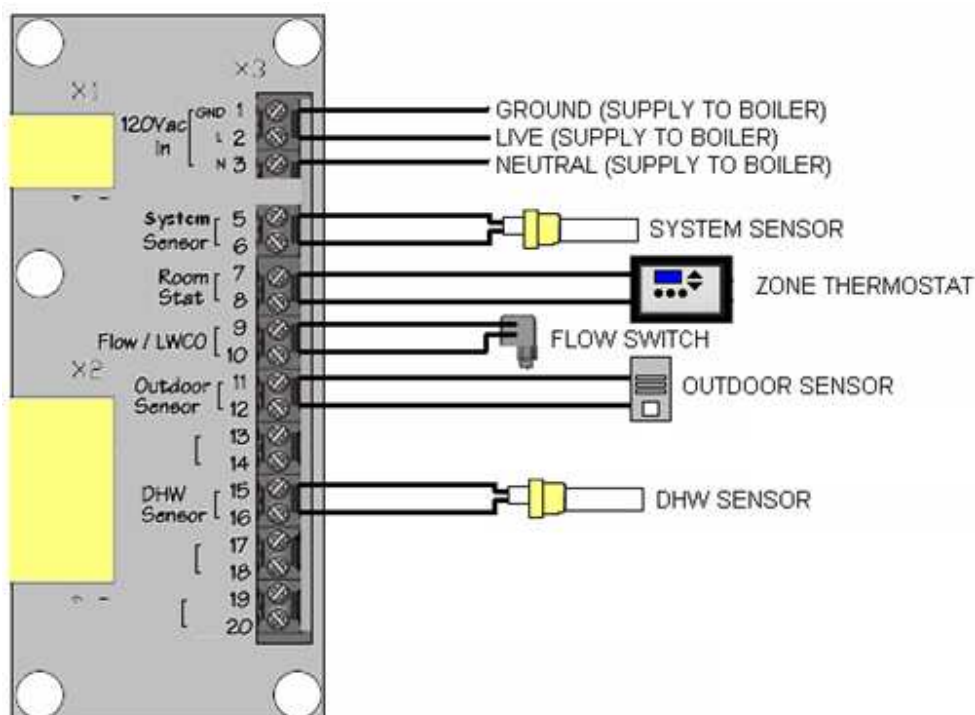 X3
X1
GND 1 GROUND (SUPPLY TO BOILER)
120Vac L 2 LIVE (SUPPLY TO BOILER)
in N 3 NEUTRAL (SUPPLY TO BOILER)
System 5
Sensor 6 SYSTEM SENSOR
Room 7
Stat 8 ZONE THERMOSTAT
9
Flow / LWCO FLOW SWITCH
10
X2
Outdoor 11
Sensor 12 OUTDOOR SENSOR
13
14
DHW 15
Sensor 16 DHW SENSOR
17
18
19
20